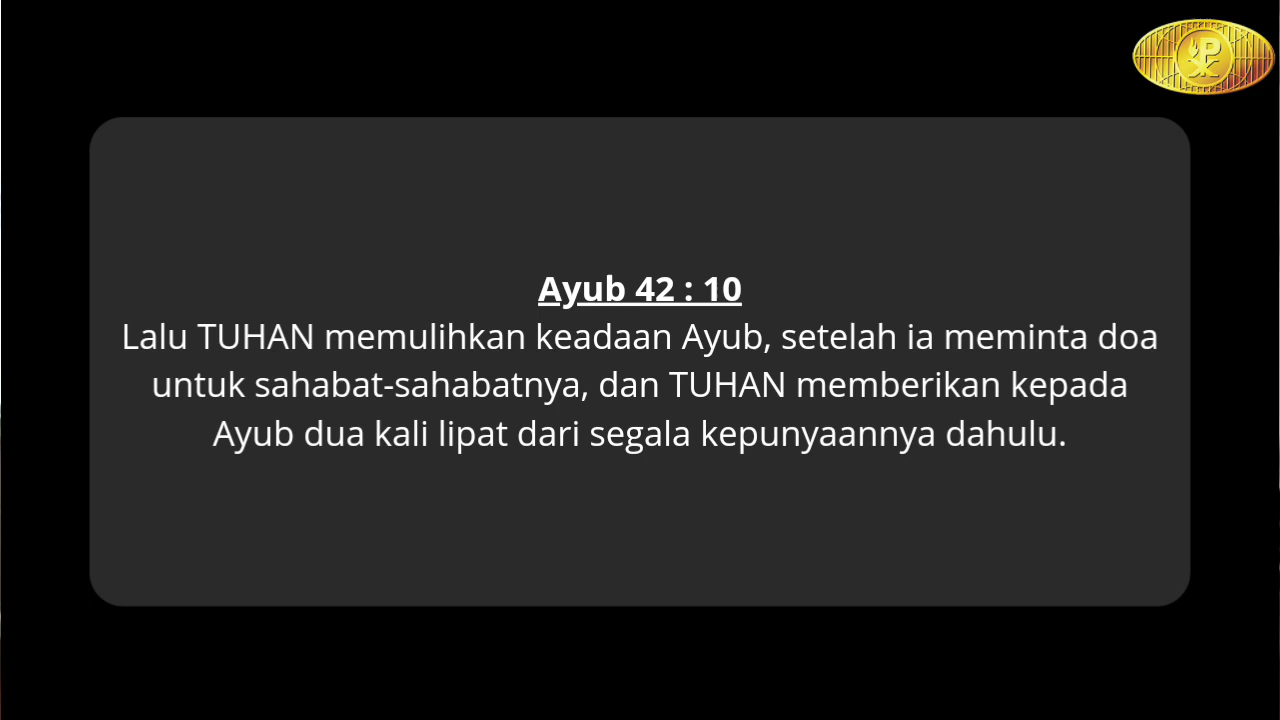 Ayub 42 : 10
Lalu TUHAN memulihkan keadaan Ayub, setelah ia meminta doa
untuk sahabat-sahabatnya, dan TUHAN memberikan kepada
Ayub dua kali lipat dari segala kepunyaannya dahulu.